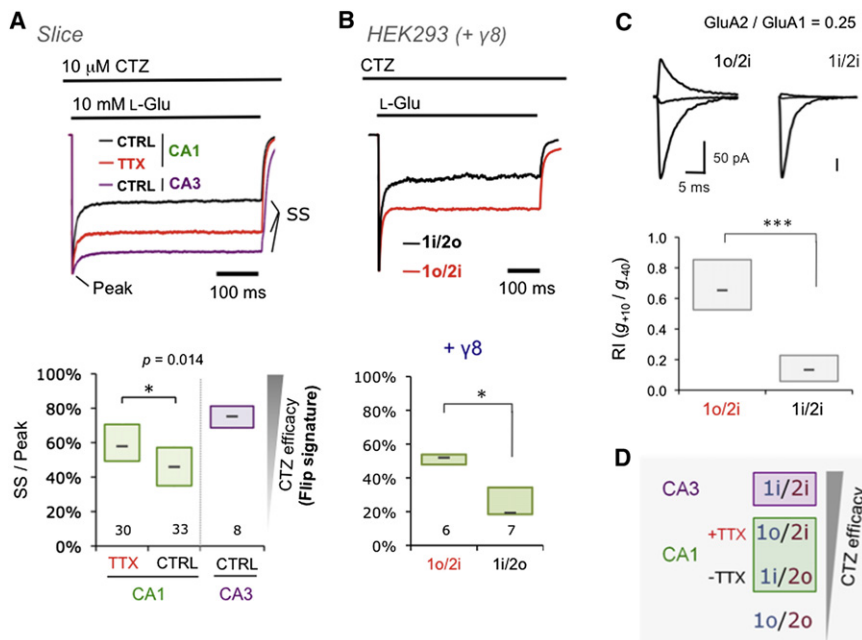 A Slice
10 μM CTZ
10 mM L-Glu
CTRL
TTX
CA1
CTRL
CA3
SS
Peak
100 ms
p = 0.014
*
100%
80%
60%
40%
20%
0%
SS / Peak
30
33
8
TTX
CTRL
CTRL
CA1
CA3
CTZ efficacy
(Flip signature)
B HEK293 (+ γ8)
CTZ
L-Glu
1i/2o
1o/2i
100 ms
+ γ8
*
100%
80%
60%
40%
20%
0%
6
7
1o/2i
1i/2o
C
GluA2 / GluA1 = 0.25
1o/2i
1i/2i
50 pA
5 ms
***
1.0
0.8
0.6
0.4
0.2
0.0
RI (g+10 / g-40)
1o/2i
1i/2i
D
CA3
1i/2i
CA1
+TTX
1o/2i
-TTX
1i/2o
1o/2o
CTZ efficacy